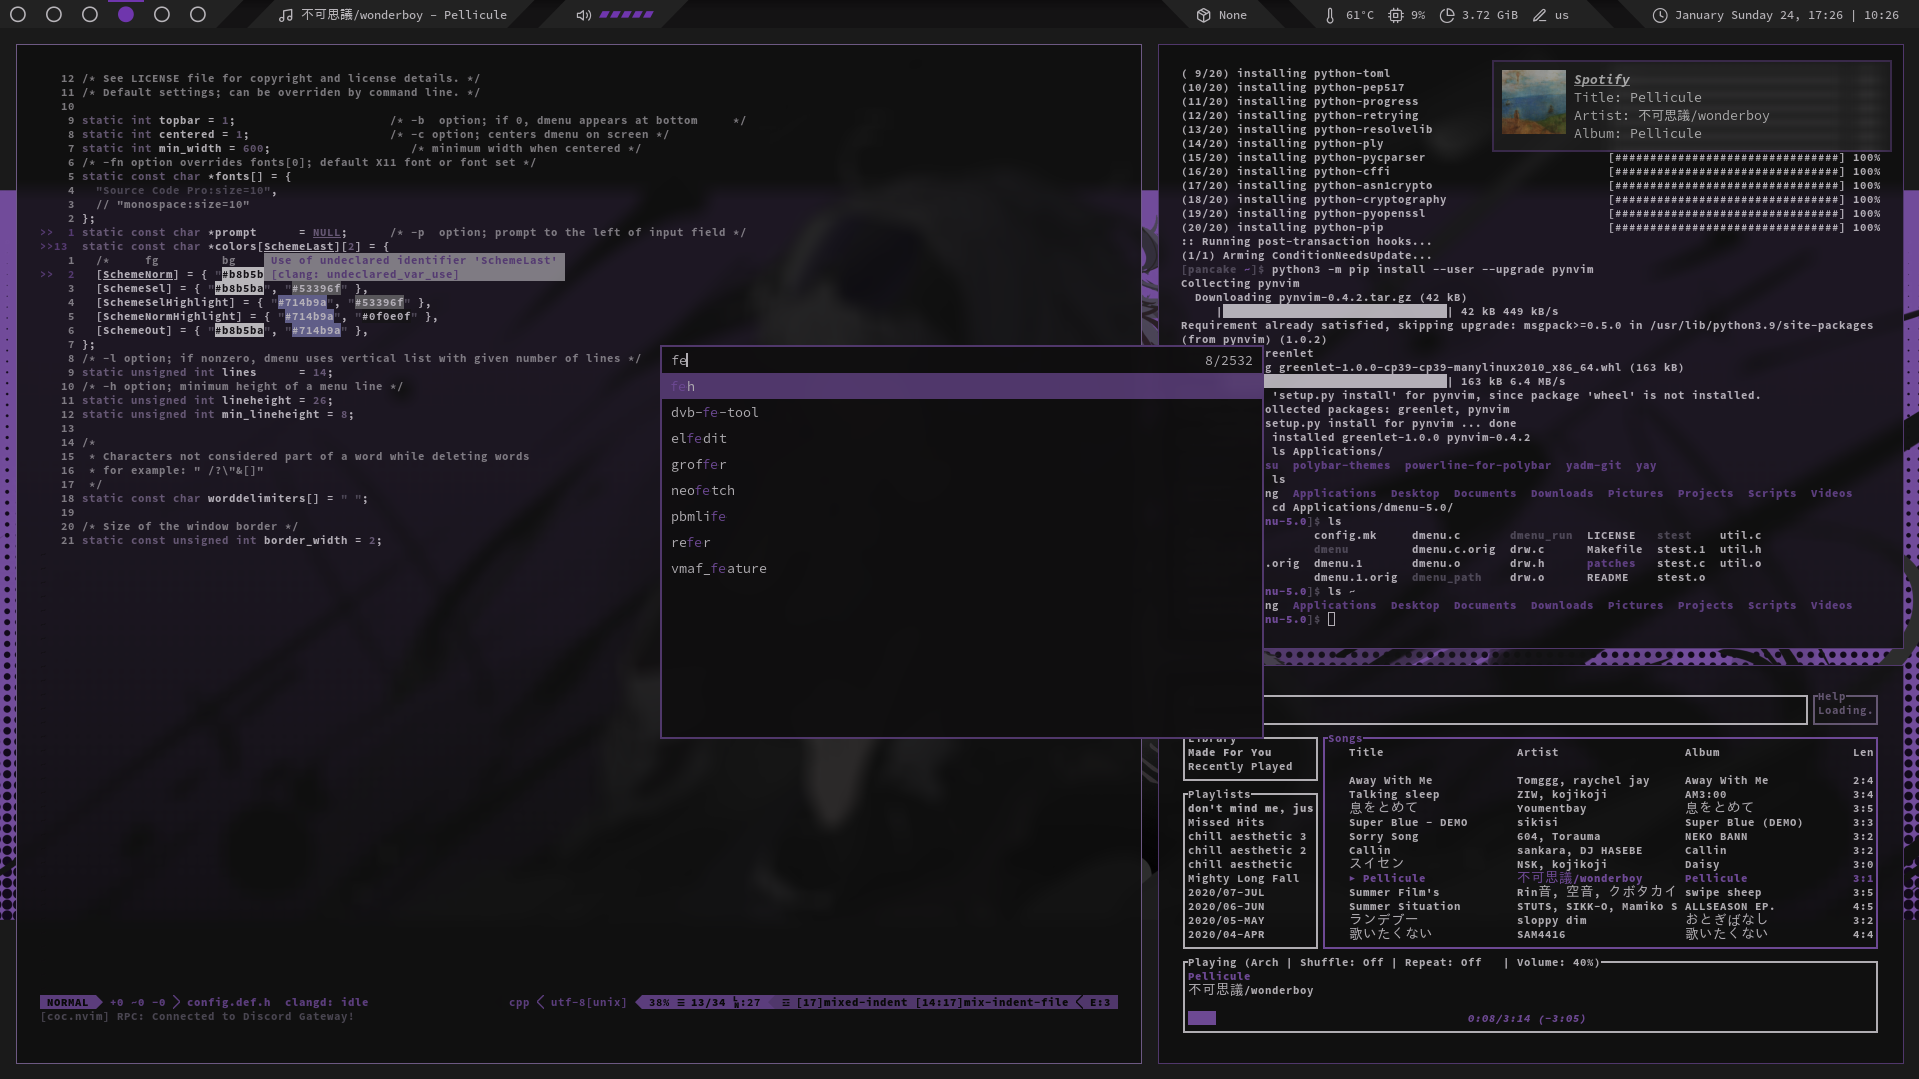 不可思議/wonderboy - Pellicule
None
61°C 9% 3.72 GiB us
January Sunday 24, 17:26 | 10:26
12 /* See LICENSE file for copyright and license details. */
11 /* Default settings; can be overriden by command line. */
10
9 static int topbar = 1; /* -b option; if 0, dmenu appears at bottom */
8 static int centered = 1; /* -c option; centers dmenu on screen */
7 static int min_width = 600; /* minimum width when centered */
6 /* -fn option overrides fonts[0]; default X11 font or font set */
5 static const char *fonts[] = {
4 "Source Code Pro:size=10",
3 // "monospace:size=10"
2 };
>> 1 static const char *prompt = NULL; /* -p option; prompt to the left of input field */
>>13 static const char *colors[SchemeLast][2] = {
1 /* fg bg Use of undeclared identifier 'SchemeLast'
>> 2 [SchemeNorm] = { "#b8b5b [clang: undeclared_var_use]
3 [SchemeSel] = { "#b8b5ba", "#53396f" },
4 [SchemeSelHighlight] = { "#714b9a", "#53396f" },
5 [SchemeNormHighlight] = { "#714b9a", "#0f0e0f" },
6 [SchemeOut] = { "#b8b5ba", "#714b9a" },
7 };
8 /* -l option; if nonzero, dmenu uses vertical list with given number of lines */
9 static unsigned int lines = 14;
10 /* -h option; minimum height of a menu line */
11 static unsigned int lineheight = 26;
12 static unsigned int min_lineheight = 8;
13
14 /*
15 * Characters not considered part of a word while deleting words
16 * for example: " /?\"&[]"
17 */
18 static const char worddelimiters[] = " ";
19
20 /* Size of the window border */
21 static const unsigned int border_width = 2;
NORMAL +0 ~0 -0 config.def.h clangd: idle cpp utf-8[unix] 38% ☰ 13/34 :27 [17]mixed-indent [14:17]mix-indent-file E:3
[coc.nvim] RPC: Connected to Discord Gateway!
fe 8/2532
feh
dvb-fe-tool
elfedit
groffer
neofetch
pbmlife
refer
vmaf_feature
( 9/20) installing python-toml
(10/20) installing python-pep517
(11/20) installing python-progress
(12/20) installing python-retrying
(13/20) installing python-resolvelib
(14/20) installing python-ply
(15/20) installing python-pycparser [################################] 100%
(16/20) installing python-cffi [################################] 100%
(17/20) installing python-asn1crypto [################################] 100%
(18/20) installing python-cryptography [################################] 100%
(19/20) installing python-pyopenssl [################################] 100%
(20/20) installing python-pip [################################] 100%
:: Running post-transaction hooks...
(1/1) Arming ConditionNeedsUpdate...
[pancake ~]$ python3 -m pip install --user --upgrade pynvim
Collecting pynvim
Downloading pynvim-0.4.2.tar.gz (42 kB)
| | 42 kB 449 kB/s
Requirement already satisfied, skipping upgrade: msgpack>=0.5.0 in /usr/lib/python3.9/site-packages
(from pynvim) (1.0.2)
reenlet
g greenlet-1.0.0-cp39-cp39-manylinux2010_x86_64.whl (163 kB)
| 163 kB 6.4 MB/s
'setup.py install' for pynvim, since package 'wheel' is not installed.
ollected packages: greenlet, pynvim
setup.py install for pynvim ... done
installed greenlet-1.0.0 pynvim-0.4.2
ls Applications/
su polybar-themes powerline-for-polybar yadm-git yay
ls
ng Applications Desktop Documents Downloads Pictures Projects Scripts Videos
cd Applications/dmenu-5.0/
nu-5.0]$ ls
config.mk dmenu.c dmenu_run LICENSE stest util.c
dmenu dmenu.c.orig drw.c Makefile stest.1 util.h
.orig dmenu.1 dmenu.o drw.h patches stest.c util.o
dmenu.1.orig dmenu_path drw.o README stest.o
nu-5.0]$ ls ~
ng Applications Desktop Documents Downloads Pictures Projects Scripts Videos
nu-5.0]$
Spotify
Title: Pellicule
Artist: 不可思議/wonderboy
Album: Pellicule
Help
Loading.
Library
Made For You
Recently Played
Playlists
don't mind me, jus
Missed Hits
chill aesthetic 3
chill aesthetic 2
chill aesthetic
Mighty Long Fall
2020/07-JUL
2020/06-JUN
2020/05-MAY
2020/04-APR
Songs
Title Artist Album Len
Away With Me Tomggg, raychel jay Away With Me 2:4
Talking sleep ZIW, kojikoji AM3:00 3:4
息をとめて Youmentbay 息をとめて 3:5
Super Blue - DEMO sikisi Super Blue (DEMO) 3:3
Sorry Song 604, Torauma NEKO BANN 3:2
Callin sankara, DJ HASEBE Callin 3:2
スイセン NSK, kojikoji Daisy 3:0
▸ Pellicule 不可思議/wonderboy Pellicule 3:1
Summer Film's Rin音, 空音, クボタカイ swipe sheep 3:5
Summer Situation STUTS, SIKK-O, Mamiko S ALLSEASON EP. 4:5
ランデブー sloppy dim おとぎばなし 3:2
歌いたくない SAM4416 歌いたくない 4:4
Playing (Arch | Shuffle: Off | Repeat: Off | Volume: 40%)
Pellicule
不可思議/wonderboy
0:08/3:14 (-3:05)